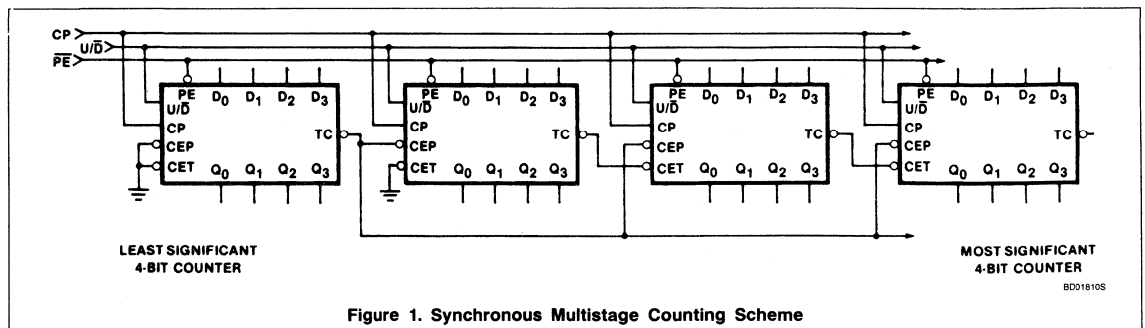 CP
U/D̅
P̅E̅
PE D0 D1 D2 D3
U/D̅
CP
CEP
CET
TC
Q0 Q1 Q2 Q3
PE D0 D1 D2 D3
U/D̅
CP
CEP
CET
TC
Q0 Q1 Q2 Q3
PE D0 D1 D2 D3
U/D̅
CP
CEP
CET
TC
Q0 Q1 Q2 Q3
PE D0 D1 D2 D3
U/D̅
CP
CEP
CET
TC
Q0 Q1 Q2 Q3
LEAST SIGNIFICANT
4-BIT COUNTER
MOST SIGNIFICANT
4-BIT COUNTER
BD01810S
Figure 1. Synchronous Multistage Counting Scheme